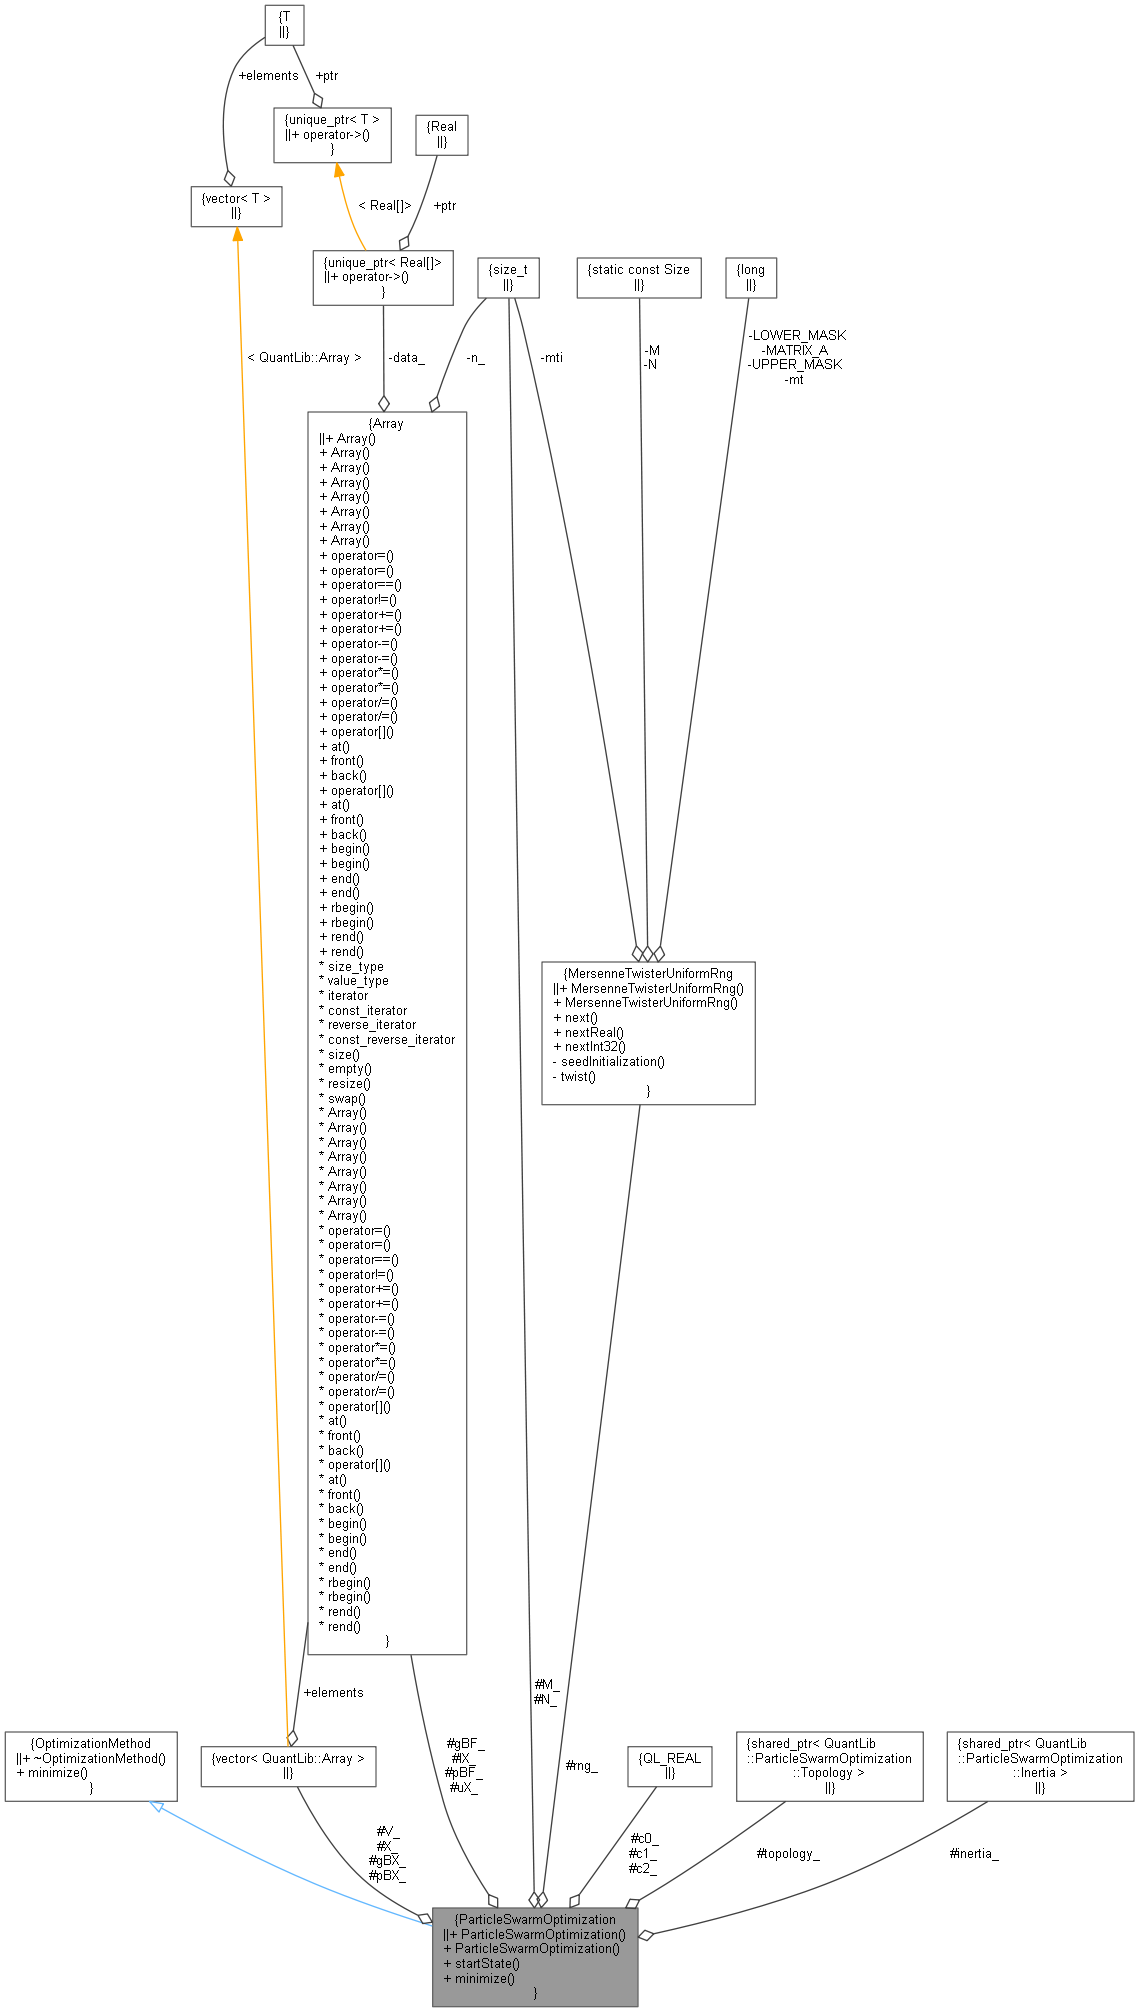 {T
||}
+elements
+ptr
{unique_ptr< T >
||+ operator->()
}
{Real
||}
{vector< T >
||}
< Real[]>
+ptr
{unique_ptr< Real[]>
||+ operator->()
}
{size_t
||}
{static const Size
||}
{long
||}
< QuantLib::Array >
-data_
-n_
-mti
-M
-N
-LOWER_MASK
-MATRIX_A
-UPPER_MASK
-mt
{Array
||+ Array()
+ Array()
+ Array()
+ Array()
+ Array()
+ Array()
+ Array()
+ Array()
+ operator=()
+ operator=()
+ operator==()
+ operator!=()
+ operator+=()
+ operator+=()
+ operator-=()
+ operator-=()
+ operator*=()
+ operator*=()
+ operator/=()
+ operator/=()
+ operator[]()
+ at()
+ front()
+ back()
+ operator[]()
+ at()
+ front()
+ back()
+ begin()
+ begin()
+ end()
+ end()
+ rbegin()
+ rbegin()
+ rend()
+ rend()
* size_type
* value_type
* iterator
* const_iterator
* reverse_iterator
* const_reverse_iterator
* size()
* empty()
* resize()
* swap()
* Array()
* Array()
* Array()
* Array()
* Array()
* Array()
* Array()
* Array()
* operator=()
* operator=()
* operator==()
* operator!=()
* operator+=()
* operator+=()
* operator-=()
* operator-=()
* operator*=()
* operator*=()
* operator/=()
* operator/=()
* operator[]()
* at()
* front()
* back()
* operator[]()
* at()
* front()
* back()
* begin()
* begin()
* end()
* end()
* rbegin()
* rbegin()
* rend()
* rend()
}
{MersenneTwisterUniformRng
||+ MersenneTwisterUniformRng()
+ MersenneTwisterUniformRng()
+ next()
+ nextReal()
+ nextInt32()
- seedInitialization()
- twist()
}
+elements
#M_
#N_
{OptimizationMethod
||+ ~OptimizationMethod()
+ minimize()
}
{vector< QuantLib::Array >
||}
#gBF_
#lX_
#pBF_
#uX_
#rng_
{QL_REAL
||}
{shared_ptr< QuantLib
::ParticleSwarmOptimization
::Topology >
||}
{shared_ptr< QuantLib
::ParticleSwarmOptimization
::Inertia >
||}
#V_
#X_
#gBX_
#pBX_
#c0_
#c1_
#c2_
#topology_
#inertia_
{ParticleSwarmOptimization
||+ ParticleSwarmOptimization()
+ ParticleSwarmOptimization()
+ startState()
+ minimize()
}